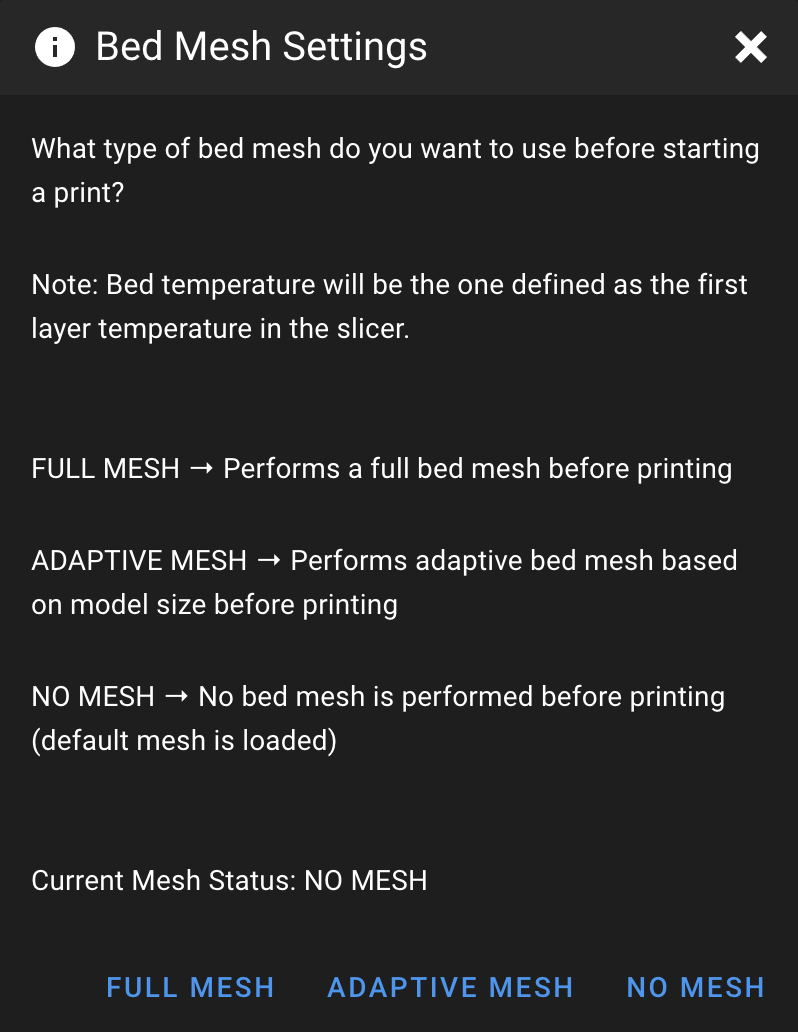 Bed Mesh Settings
What type of bed mesh do you want to use before starting
a print?
Note: Bed temperature will be the one defined as the first
layer temperature in the slicer.
FULL MESH → Performs a full bed mesh before printing
ADAPTIVE MESH → Performs adaptive bed mesh based
on model size before printing
NO MESH → No bed mesh is performed before printing
(default mesh is loaded)
Current Mesh Status: NO MESH
FULL MESH ADAPTIVE MESH NO MESH